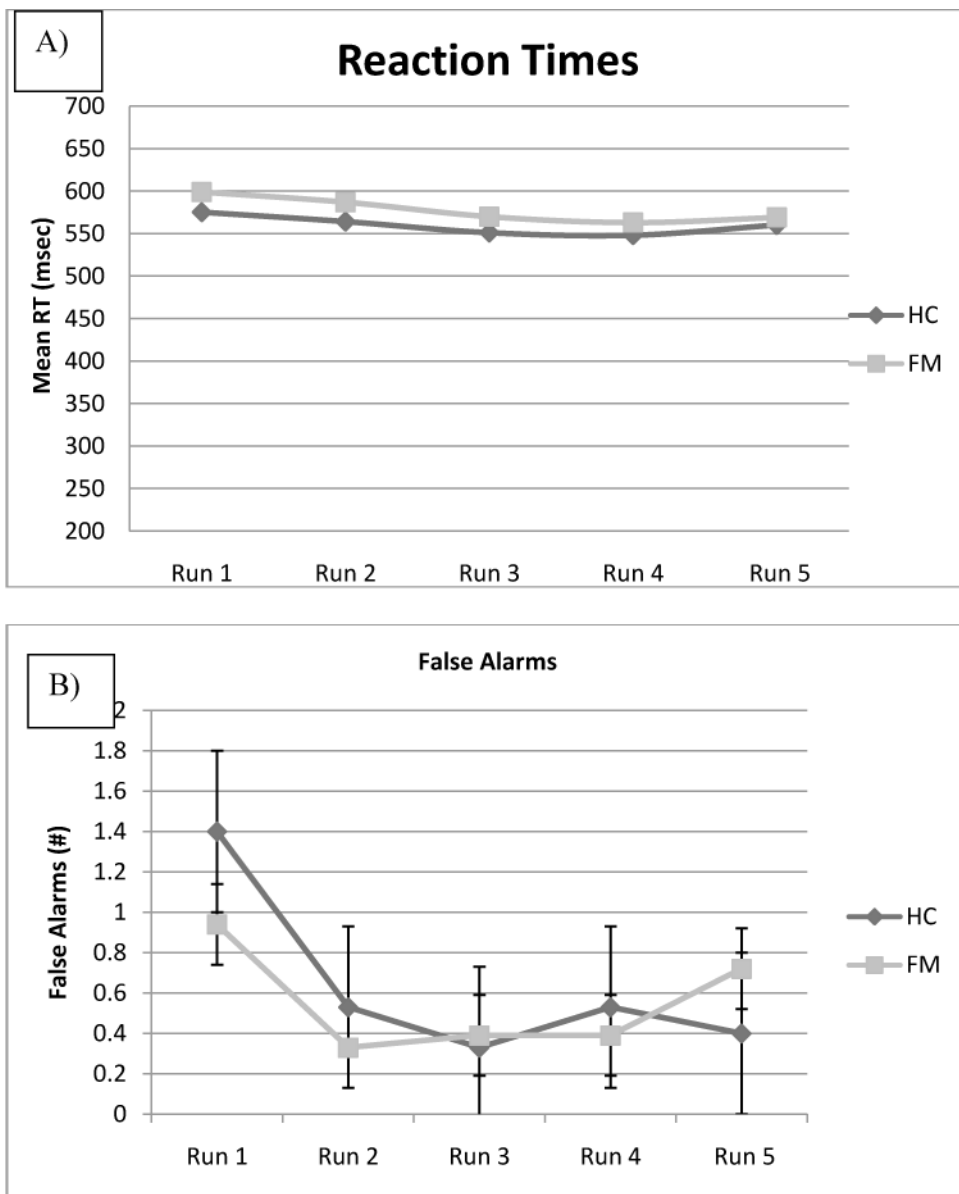 A)
Reaction Times
700
650
600
550
500
450
400
350
300
250
200
Mean RT (msec)
Run 1 Run 2 Run 3 Run 4 Run 5
HC
FM
B)
False Alarms
2
1.8
1.6
1.4
1.2
1
0.8
0.6
0.4
0.2
0
False Alarms (#)
Run 1 Run 2 Run 3 Run 4 Run 5
HC
FM